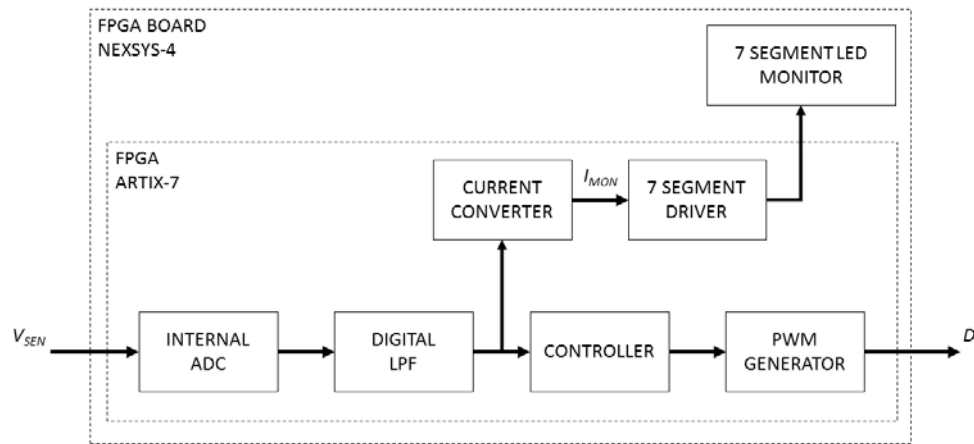 FPGA BOARD
NEXSYS-4
7 SEGMENT LED
MONITOR
FPGA
ARTIX-7
CURRENT
CONVERTER
I_MON
7 SEGMENT
DRIVER
V_SEN
INTERNAL
ADC
DIGITAL
LPF
CONTROLLER
PWM
GENERATOR
D